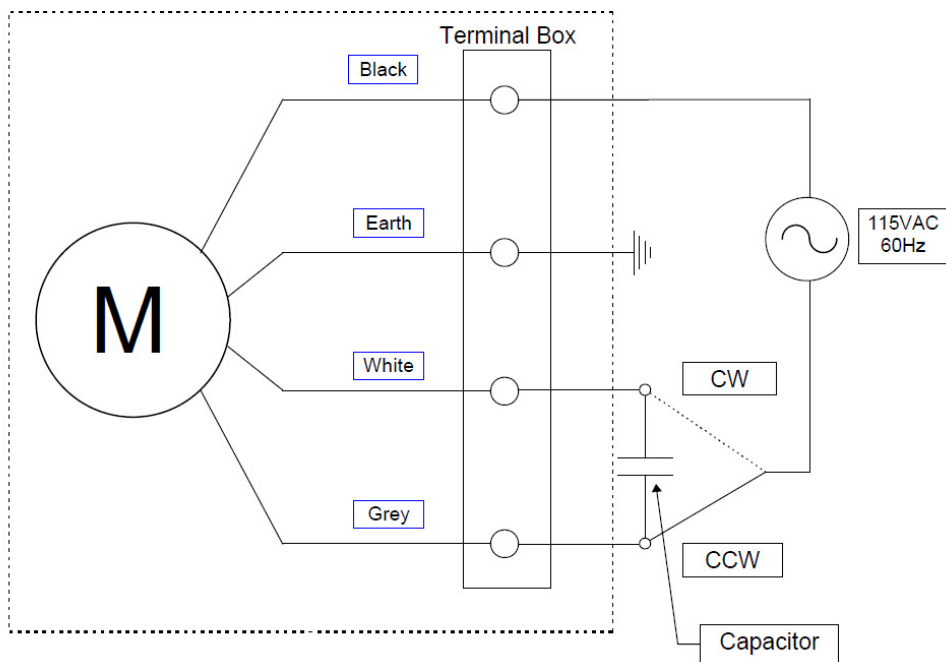 Terminal Box
Black
Earth
115VAC
60Hz
M
White
CW
Grey
CCW
Capacitor